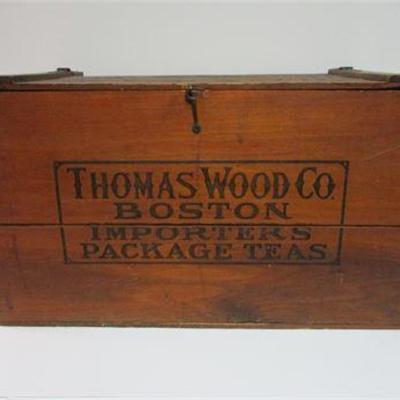 THOMAS WOOD CO.
BOSTON
IMPORTERS
PACKAGE TEAS